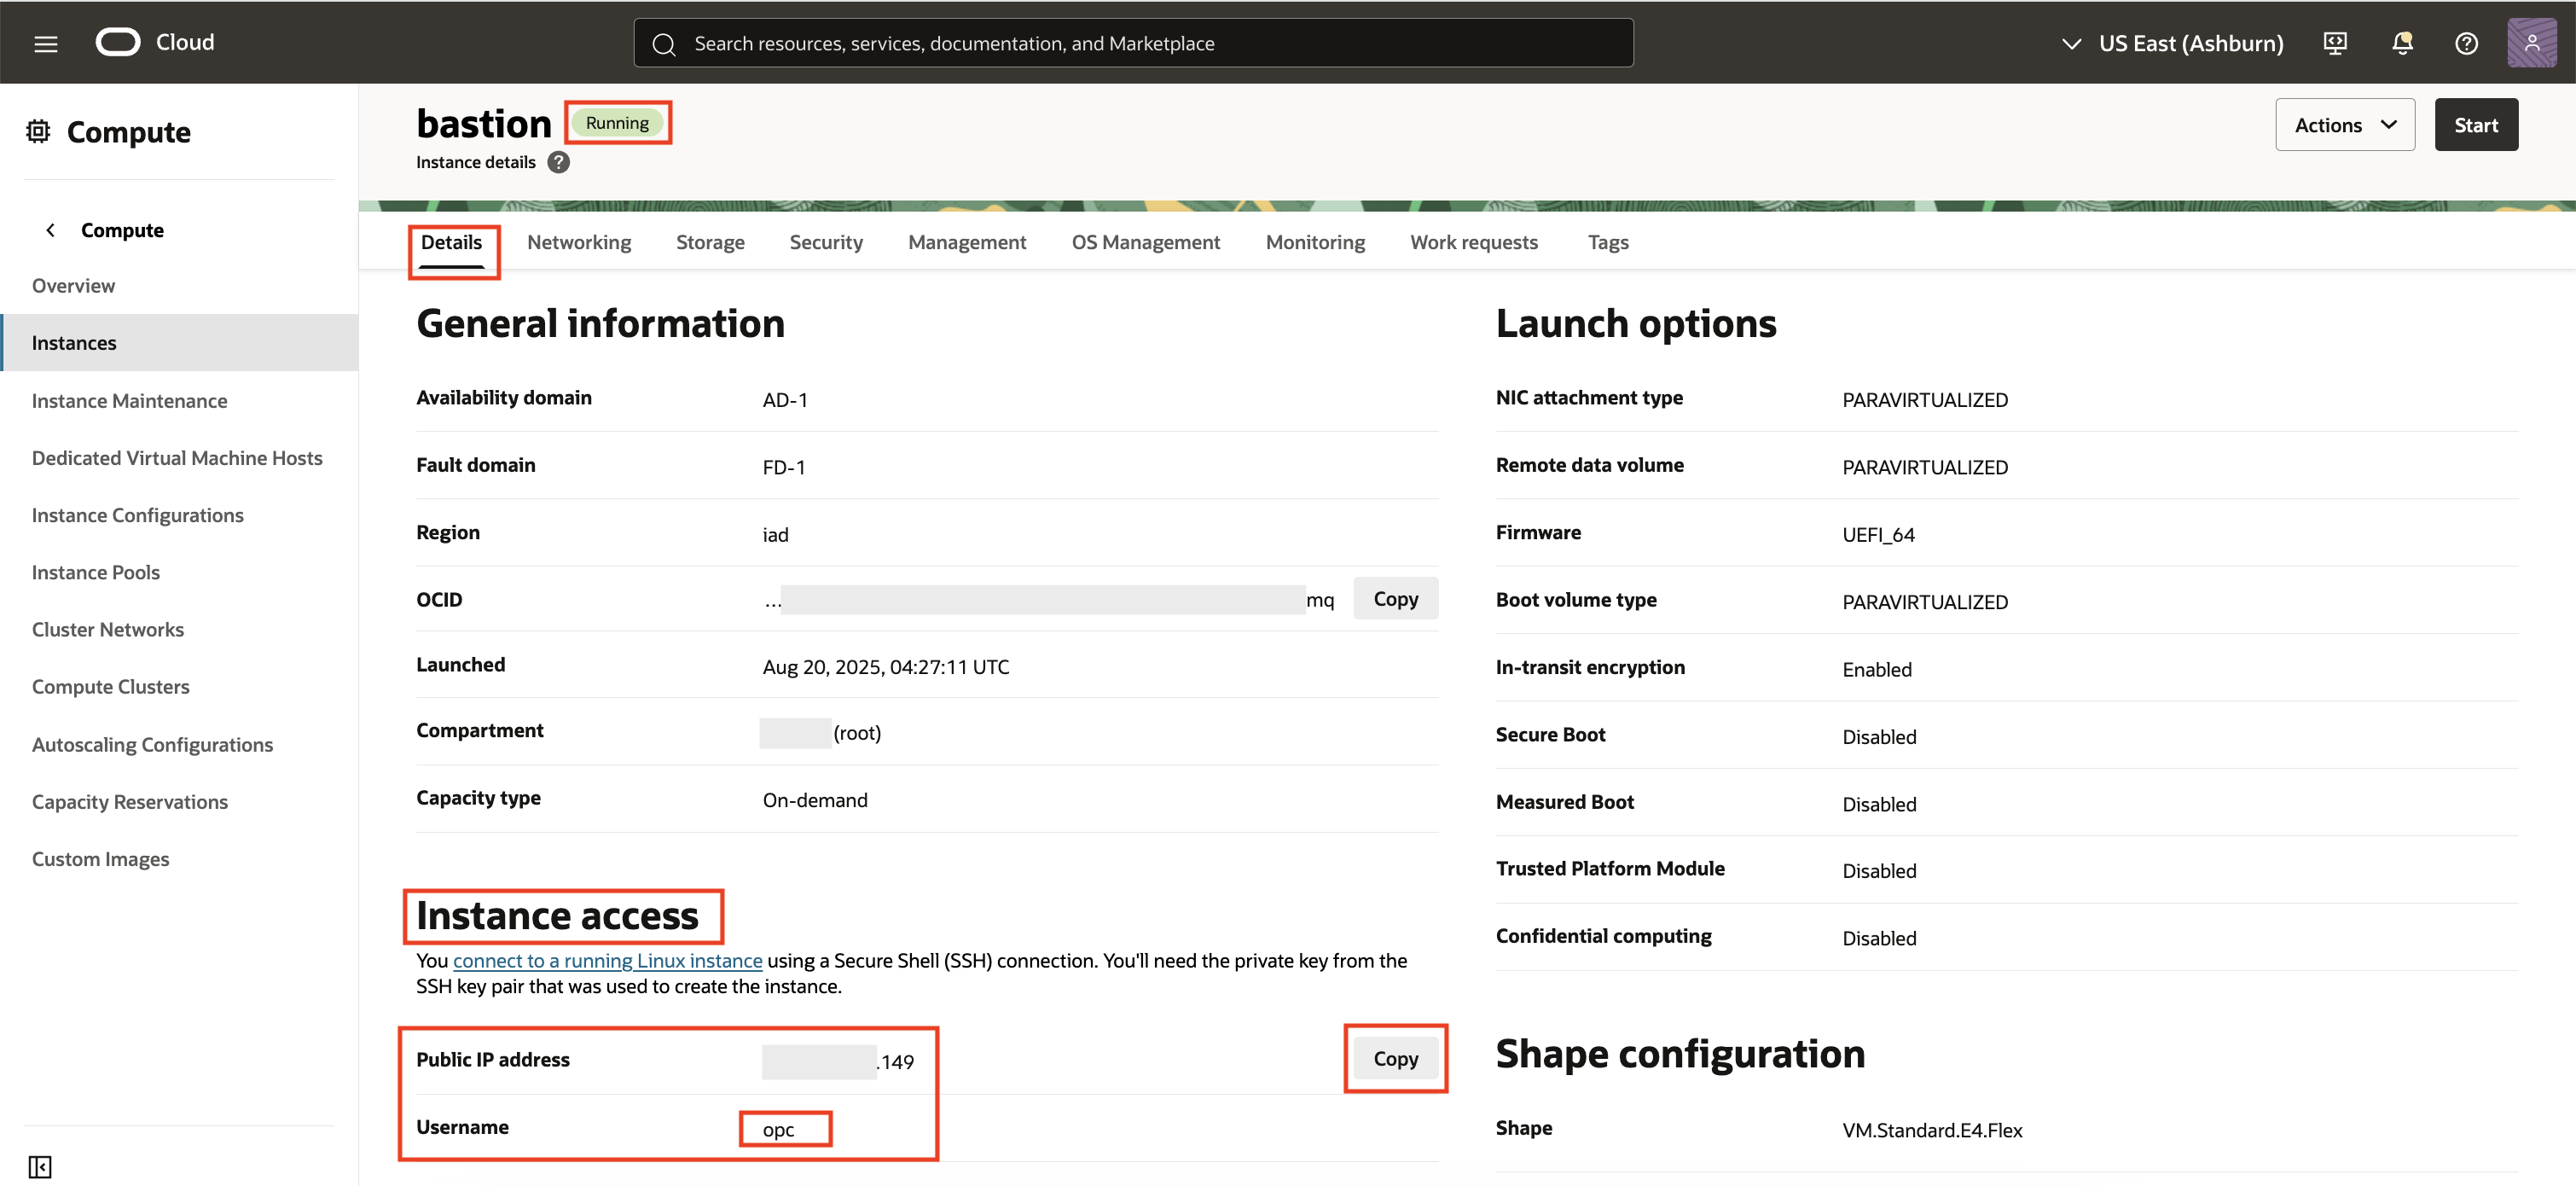 Cloud
Search resources, services, documentation, and Marketplace
US East (Ashburn)
Compute
Compute
Overview
Instances
Instance Maintenance
Dedicated Virtual Machine Hosts
Instance Configurations
Instance Pools
Cluster Networks
Compute Clusters
Autoscaling Configurations
Capacity Reservations
Custom Images
bastion Running
Instance details ?
Actions Start
Details Networking Storage Security Management OS Management Monitoring Work requests Tags
General information
Availability domain AD-1
Fault domain FD-1
Region iad
OCID ... mq Copy
Launched Aug 20, 2025, 04:27:11 UTC
Compartment (root)
Capacity type On-demand
Instance access
You connect to a running Linux instance using a Secure Shell (SSH) connection. You'll need the private key from the
SSH key pair that was used to create the instance.
Public IP address .149 Copy
Username opc
Launch options
NIC attachment type PARAVIRTUALIZED
Remote data volume PARAVIRTUALIZED
Firmware UEFI_64
Boot volume type PARAVIRTUALIZED
In-transit encryption Enabled
Secure Boot Disabled
Measured Boot Disabled
Trusted Platform Module Disabled
Confidential computing Disabled
Shape configuration
Shape VM.Standard.E4.Flex